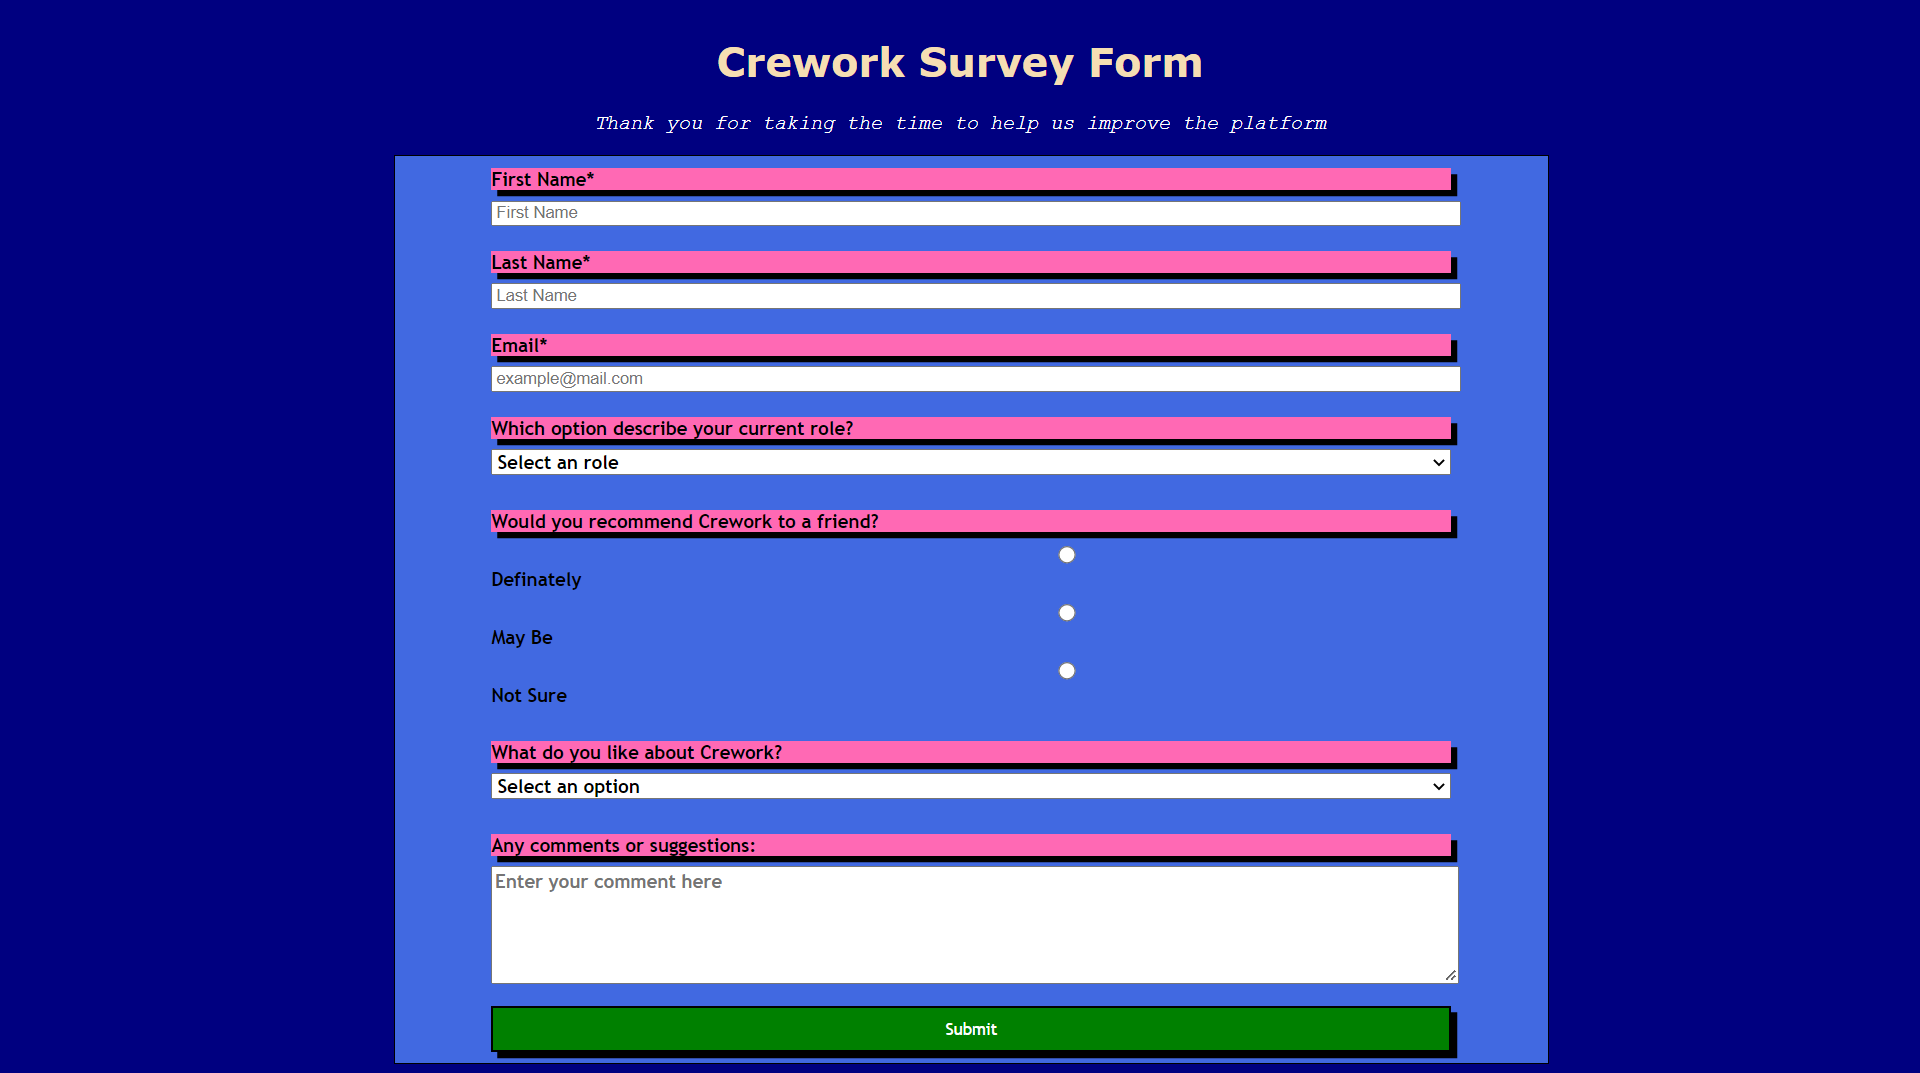 Crework Survey Form
Thank you for taking the time to help us improve the platform
First Name*
First Name
Last Name*
Last Name
Email*
example@mail.com
Which option describe your current role?
Select an role
Would you recommend Crework to a friend?
Definately
May Be
Not Sure
What do you like about Crework?
Select an option
Any comments or suggestions:
Enter your comment here
Submit